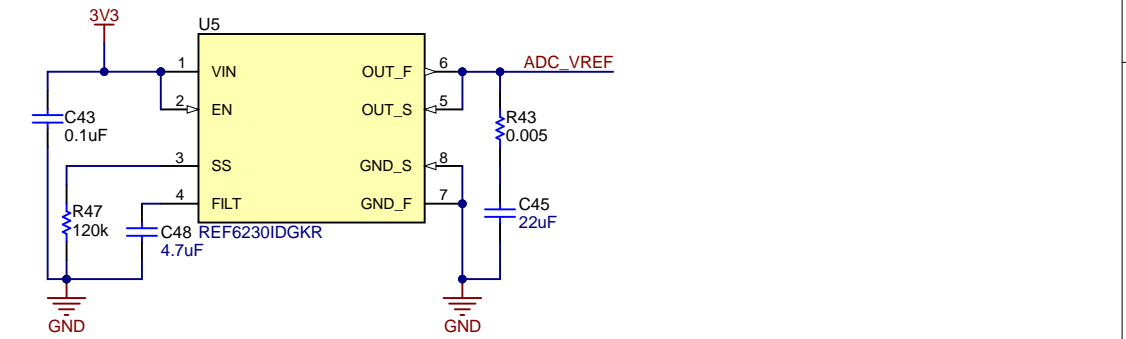 3V3
U5
1 VIN
2 EN
3 SS
4 FILT
OUT_F 6
OUT_S 5
GND_S 8
GND_F 7
ADC_VREF
C43
0.1uF
R43
0.005
R47
120k
C48
4.7uF
REF6230IDGKR
C45
22uF
GND
GND